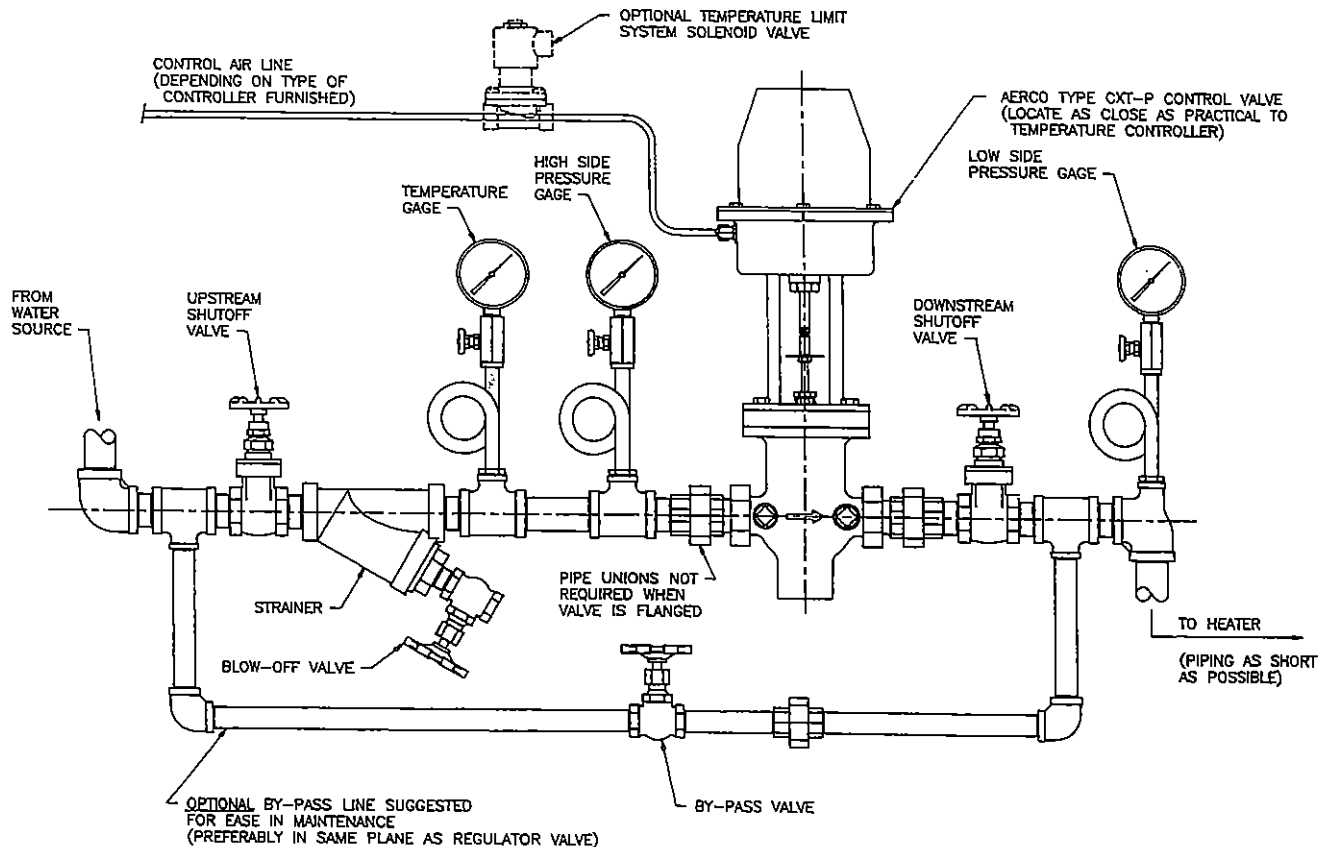 OPTIONAL TEMPERATURE LIMIT
SYSTEM SOLENOID VALVE
CONTROL AIR LINE
(DEPENDING ON TYPE OF
CONTROLLER FURNISHED)
AERCO TYPE CXT-P CONTROL VALVE
(LOCATE AS CLOSE AS PRACTICAL TO
TEMPERATURE CONTROLLER)
HIGH SIDE
PRESSURE
GAGE
LOW SIDE
PRESSURE GAGE
TEMPERATURE
GAGE
FROM
WATER
SOURCE
UPSTREAM
SHUTOFF
VALVE
DOWNSTREAM
SHUTOFF
VALVE
STRAINER
PIPE UNIONS NOT
REQUIRED WHEN
VALVE IS FLANGED
BLOW-OFF VALVE
TO HEATER
(PIPING AS SHORT
AS POSSIBLE)
OPTIONAL BY-PASS LINE SUGGESTED
FOR EASE IN MAINTENANCE
(PREFERABLY IN SAME PLANE AS REGULATOR VALVE)
BY-PASS VALVE